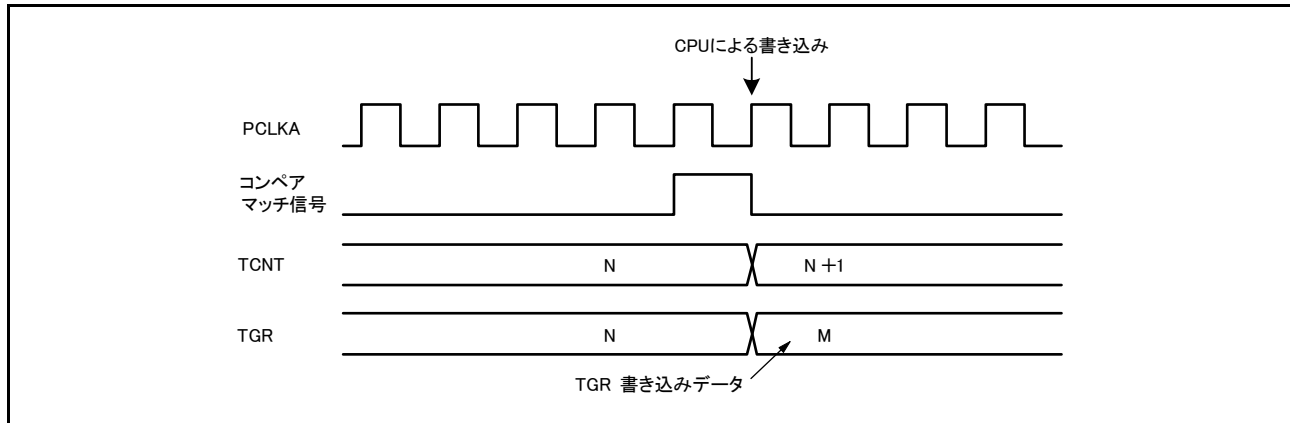 CPUによる書き込み
PCLKA
コンペア
マッチ信号
TCNT
N
N +1
TGR
N
M
TGR 書き込みデータ